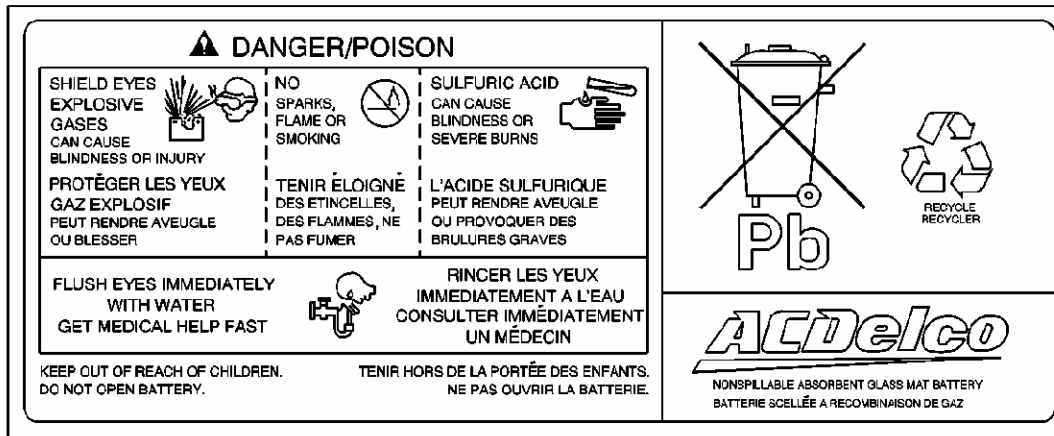 DANGER/POISON
SHIELD EYES
EXPLOSIVE
GASES
CAN CAUSE
BLINDNESS OR INJURY
PROTÉGER LES YEUX
GAZ EXPLOSIF
PEUT RENDRE AVEUGLE
OU BLESSER
NO
SPARKS,
FLAME OR
SMOKING
TENIR ÉLOIGNÉ
DES ETINCELLES,
DES FLAMMES, NE
PAS FUMER
SULFURIC ACID
CAN CAUSE
BLINDNESS OR
SEVERE BURNS
L'ACIDE SULFURIQUE
PEUT RENDRE AVEUGLE
OU PROVOQUER DES
BRULURES GRAVES
FLUSH EYES IMMEDIATELY
WITH WATER
GET MEDICAL HELP FAST
RINCER LES YEUX
IMMEDIATEMENT A L'EAU
CONSULTER IMMÉDIATEMENT
UN MÉDECIN
KEEP OUT OF REACH OF CHILDREN.
DO NOT OPEN BATTERY.
TENIR HORS DE LA PORTÉE DES ENFANTS.
NE PAS OUVRIR LA BATTERIE.
Pb
RECYCLE
RECYCLER
ACDelco
NONSPILLABLE ABSORBENT GLASS MAT BATTERY
BATTERIE SCELLÉE A RECOMBINAISON DE GAZ